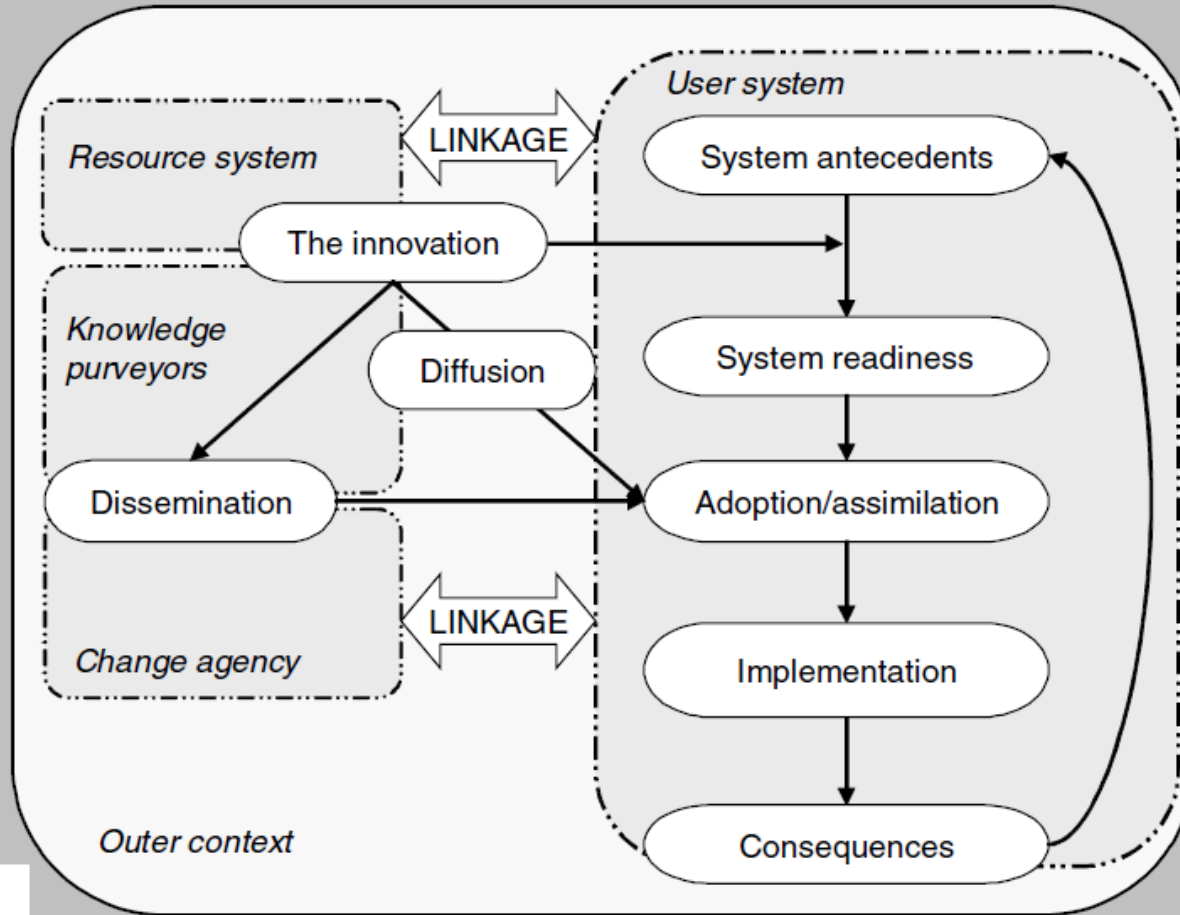 User system
LINKAGE
Resource system
System antecedents
The innovation
Knowledge
purveyors
System readiness
Diffusion
Dissemination
Adoption/assimilation
LINKAGE
Change agency
Implementation
Outer context
Consequences